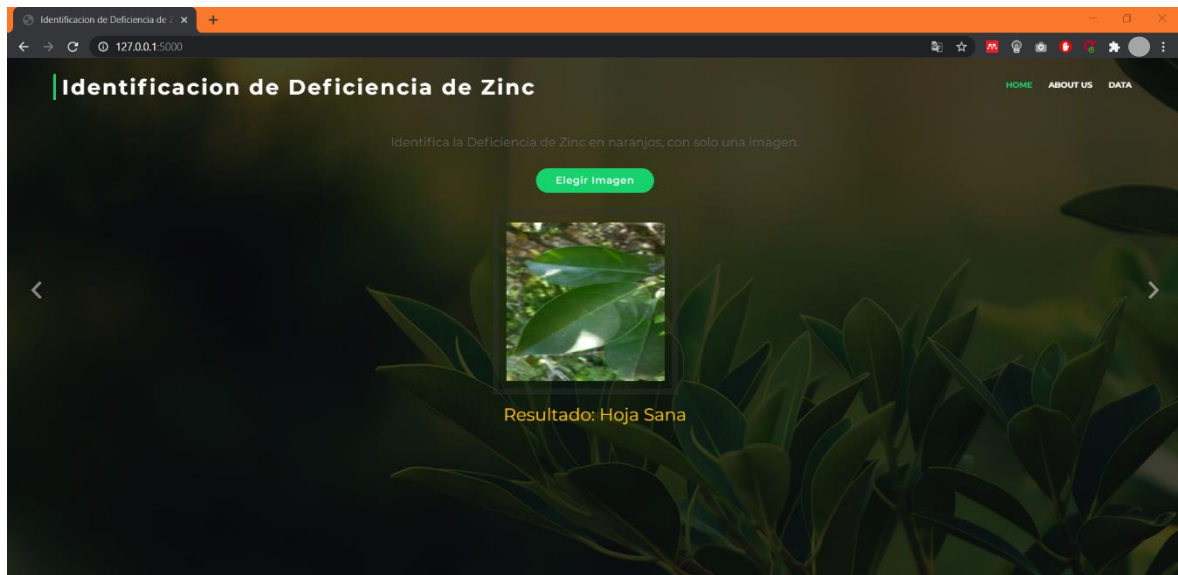 Identificacion de Deficiencia de Z
127.0.0.1:5000
Identificacion de Deficiencia de Zinc
HOME ABOUT US DATA
Identifica la Deficiencia de Zinc en naranjos, con solo una imagen.
Elegir Imagen
Resultado: Hoja Sana